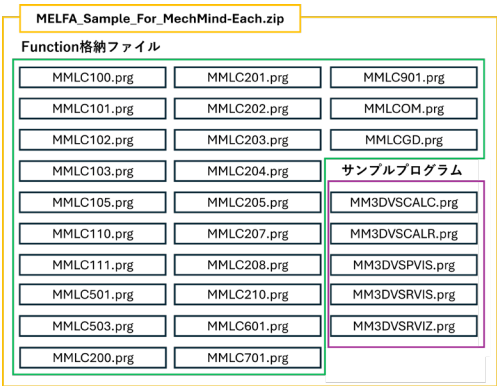 MELFA_Sample_For_MechMind-Each.zip
Function格納ファイル
MMLC100.prg
MMLC101.prg
MMLC102.prg
MMLC103.prg
MMLC105.prg
MMLC110.prg
MMLC111.prg
MMLC501.prg
MMLC503.prg
MMLC200.prg
MMLC201.prg
MMLC202.prg
MMLC203.prg
MMLC204.prg
MMLC205.prg
MMLC207.prg
MMLC208.prg
MMLC210.prg
MMLC601.prg
MMLC701.prg
MMLC901.prg
MMLCOM.prg
MMLCGD.prg
サンプルプログラム
MM3DVSCALC.prg
MM3DVSCALR.prg
MM3DVSPVIS.prg
MM3DVSRVIS.prg
MM3DVSRVIZ.prg